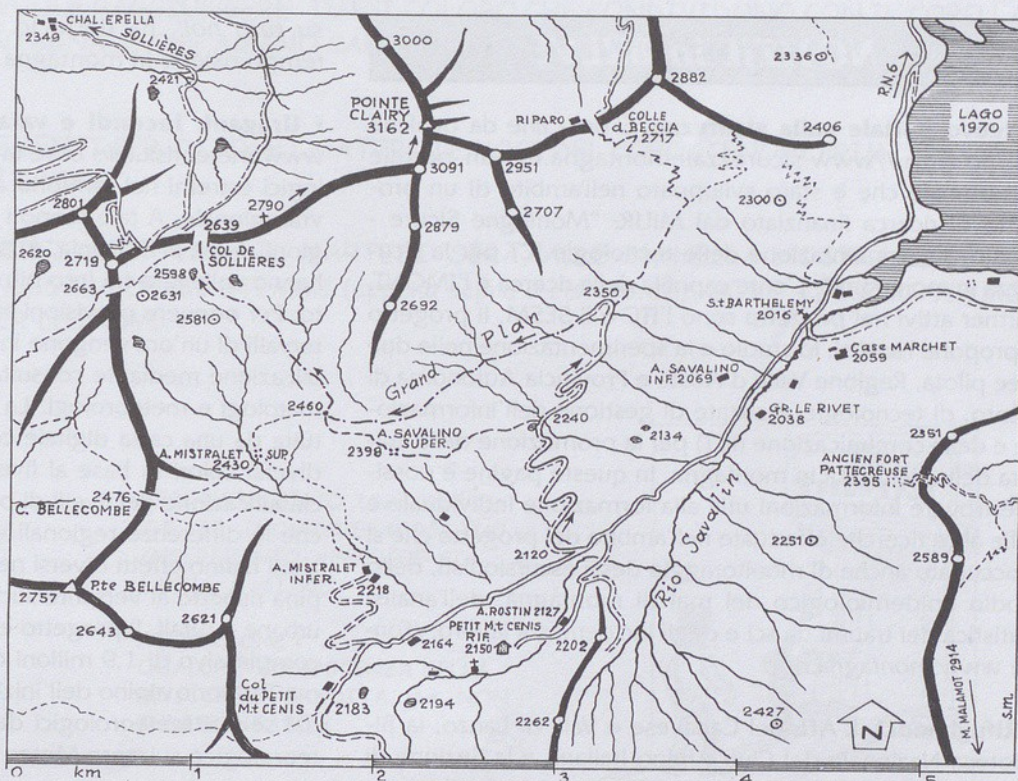 CHAL. ERELLA
2349
SOLLIÈRES
2421
3000
POINTE
CLAIRY
3162
3091
RIPARO
2882
COLLE
d. BECCIA
2717
2336
2406
R.N. 6
LAGO
1970
2951
2707
2801
2790
2639
COL DE
SOLLIÈRES
2719
2620
2663
2631
2598
2581
2879
2692
2300
2350
Grand Plan
St. BARTHELEMY
2016
Case MARCHET
2059
A. SAVALINO
INF. 2069
GR. LE RIVET
2038
2460
A. SAVALINO
SUPER.
2398
2240
2134
2351
ANCIEN FORT
PATTECREUSE
2395
A. MISTRALET
SUP.
2430
2476
C. BELLECOMBE
Rio Savalin
2251
2589
2120
A. MISTRALET
INFER.
2218
P.te BELLECOMBE
2757
2643
2621
A. ROSTIN 2127
PETIT M.t CENIS
RIF.
2150
2164
2202
Col
du PETIT
M.t CENIS
2183
2194
2262
2427
N
M. MALAMOT 2914
s.m.
0 km 1 2 3 4 5